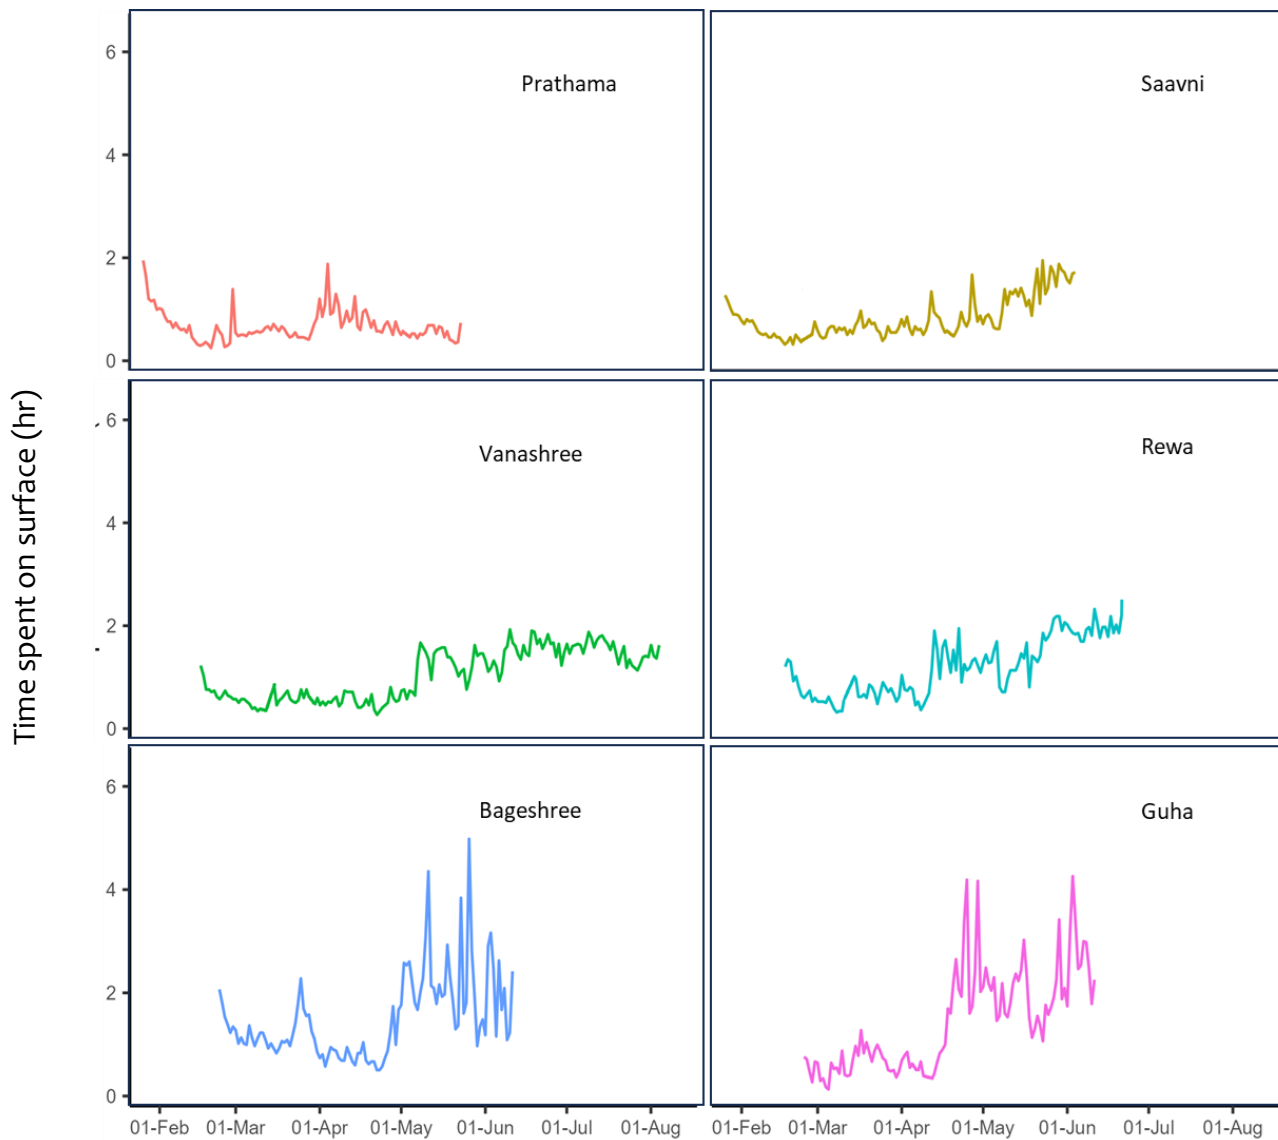 Time spent on surface (hr)
6
4
2
0
Prathama
Saavni
6
4
2
0
Vanashree
Rewa
6
4
2
0
Bageshree
Guha
01-Feb 01-Mar 01-Apr 01-May 01-Jun 01-Jul 01-Aug
01-Feb 01-Mar 01-Apr 01-May 01-Jun 01-Jul 01-Aug